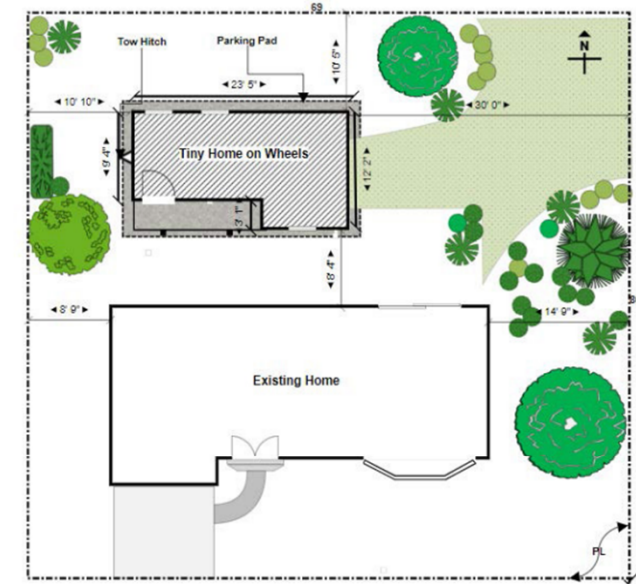 69
Tow Hitch
Parking Pad
N
10' 5"
23' 5"
10' 10"
30' 0"
9' 4"
Tiny Home on Wheels
12' 2"
3' 1"
8' 4"
8' 9"
14' 9"
Existing Home
PL